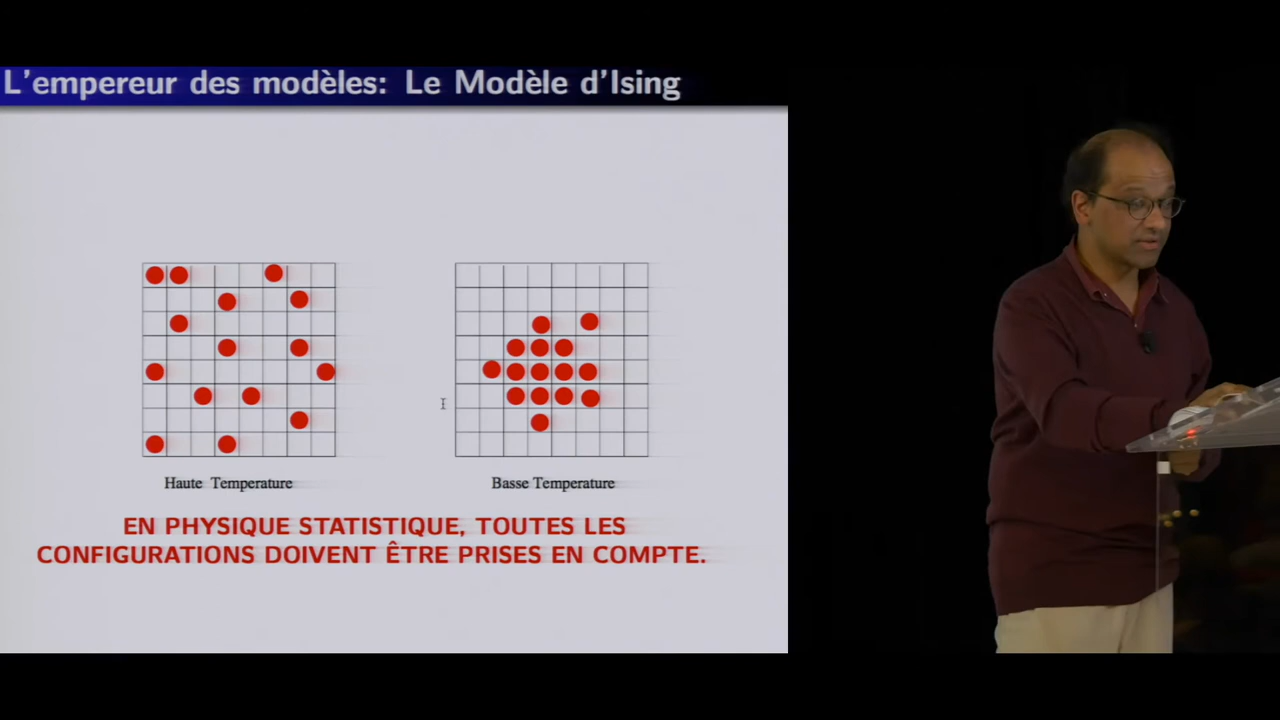 L'empereur des modèles: Le Modèle d'Ising
Haute Temperature
Basse Temperature
EN PHYSIQUE STATISTIQUE, TOUTES LES
CONFIGURATIONS DOIVENT ÊTRE PRISES EN COMPTE.